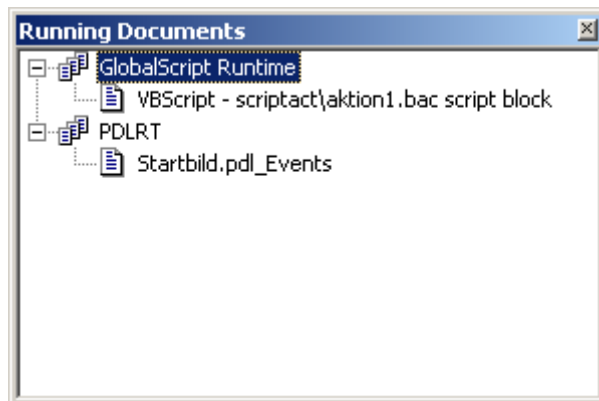 Running Documents
GlobalScript Runtime
VBScript - scriptact\aktion1.bac script block
PDLRT
Startbild.pdl_Events